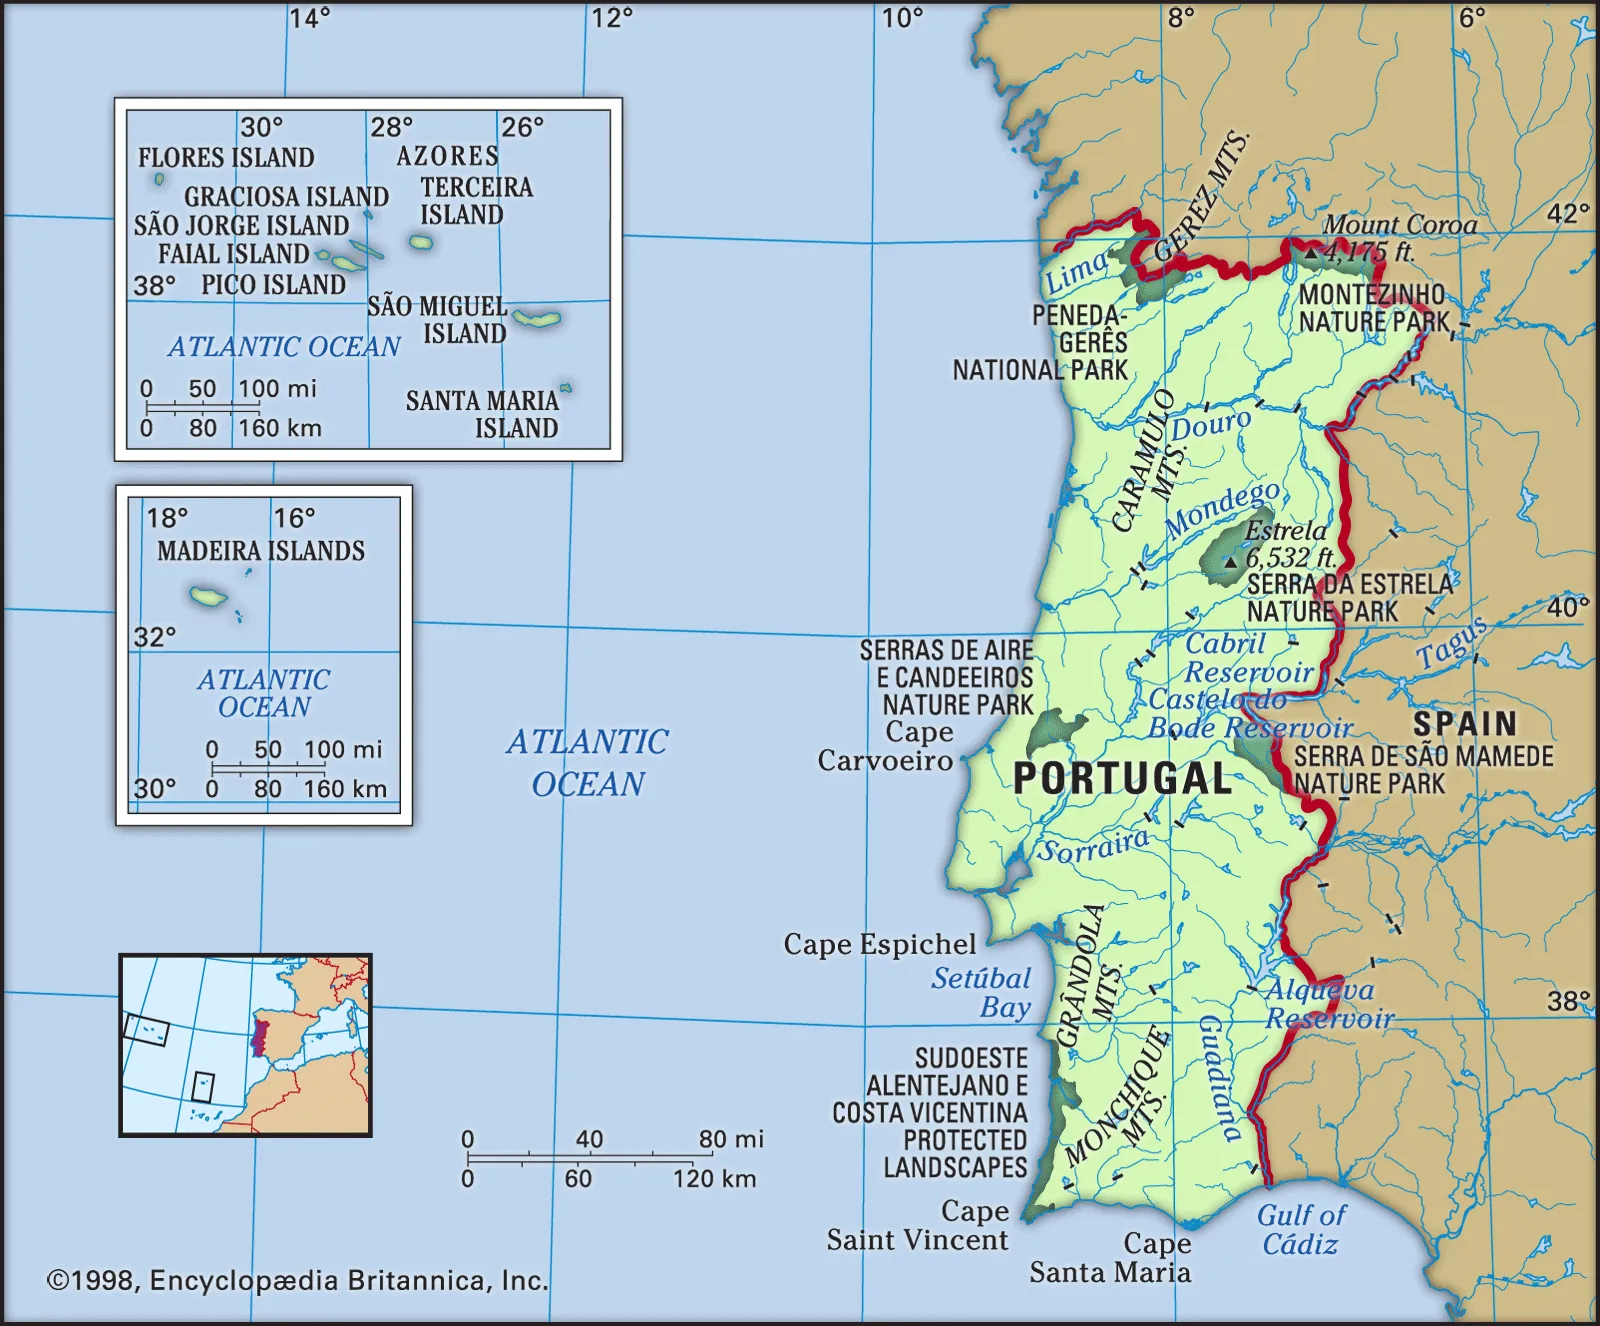 14°
12°
10°
8°
6°
30°
28°
26°
FLORES ISLAND
AZORES
GRACIOSA ISLAND
TERCEIRA
ISLAND
SÃO JORGE ISLAND
FAIAL ISLAND
PICO ISLAND
38°
SÃO MIGUEL
ISLAND
ATLANTIC OCEAN
0 50 100 mi
0 80 160 km
SANTA MARIA
ISLAND
18°
16°
MADEIRA ISLANDS
32°
ATLANTIC
OCEAN
0 50 100 mi
0 80 160 km
30°
ATLANTIC
OCEAN
0 40 80 mi
0 60 120 km
GEREZ MTS.
42°
Mount Coroa
4,175 ft.
Lima
MONTEZINHO
NATURE PARK
PENEDA-
GERÊS
NATIONAL PARK
CARAMULO
MTS.
Douro
Mondego
Estrela
6,532 ft.
SERRA DA ESTRELA
NATURE PARK
40°
Tagus
Cabril
Reservoir
SERRAS DE AIRE
E CANDEEIROS
NATURE PARK
Castelo do
Bode Reservoir
Cape
Carvoeiro
SPAIN
PORTUGAL
SERRA DE SÃO MAMEDE
NATURE PARK
Sorraira
Cape Espichel
Setúbal
Bay
GRÂNDOLA
MTS.
Alqueva
Reservoir
38°
Guadiana
SUDOESTE
ALENTEJANO E
COSTA VICENTINA
PROTECTED
LANDSCAPES
MONCHIQUE
MTS.
Cape
Saint Vincent
Cape
Santa Maria
Gulf of
Cádiz
©1998, Encyclopædia Britannica, Inc.